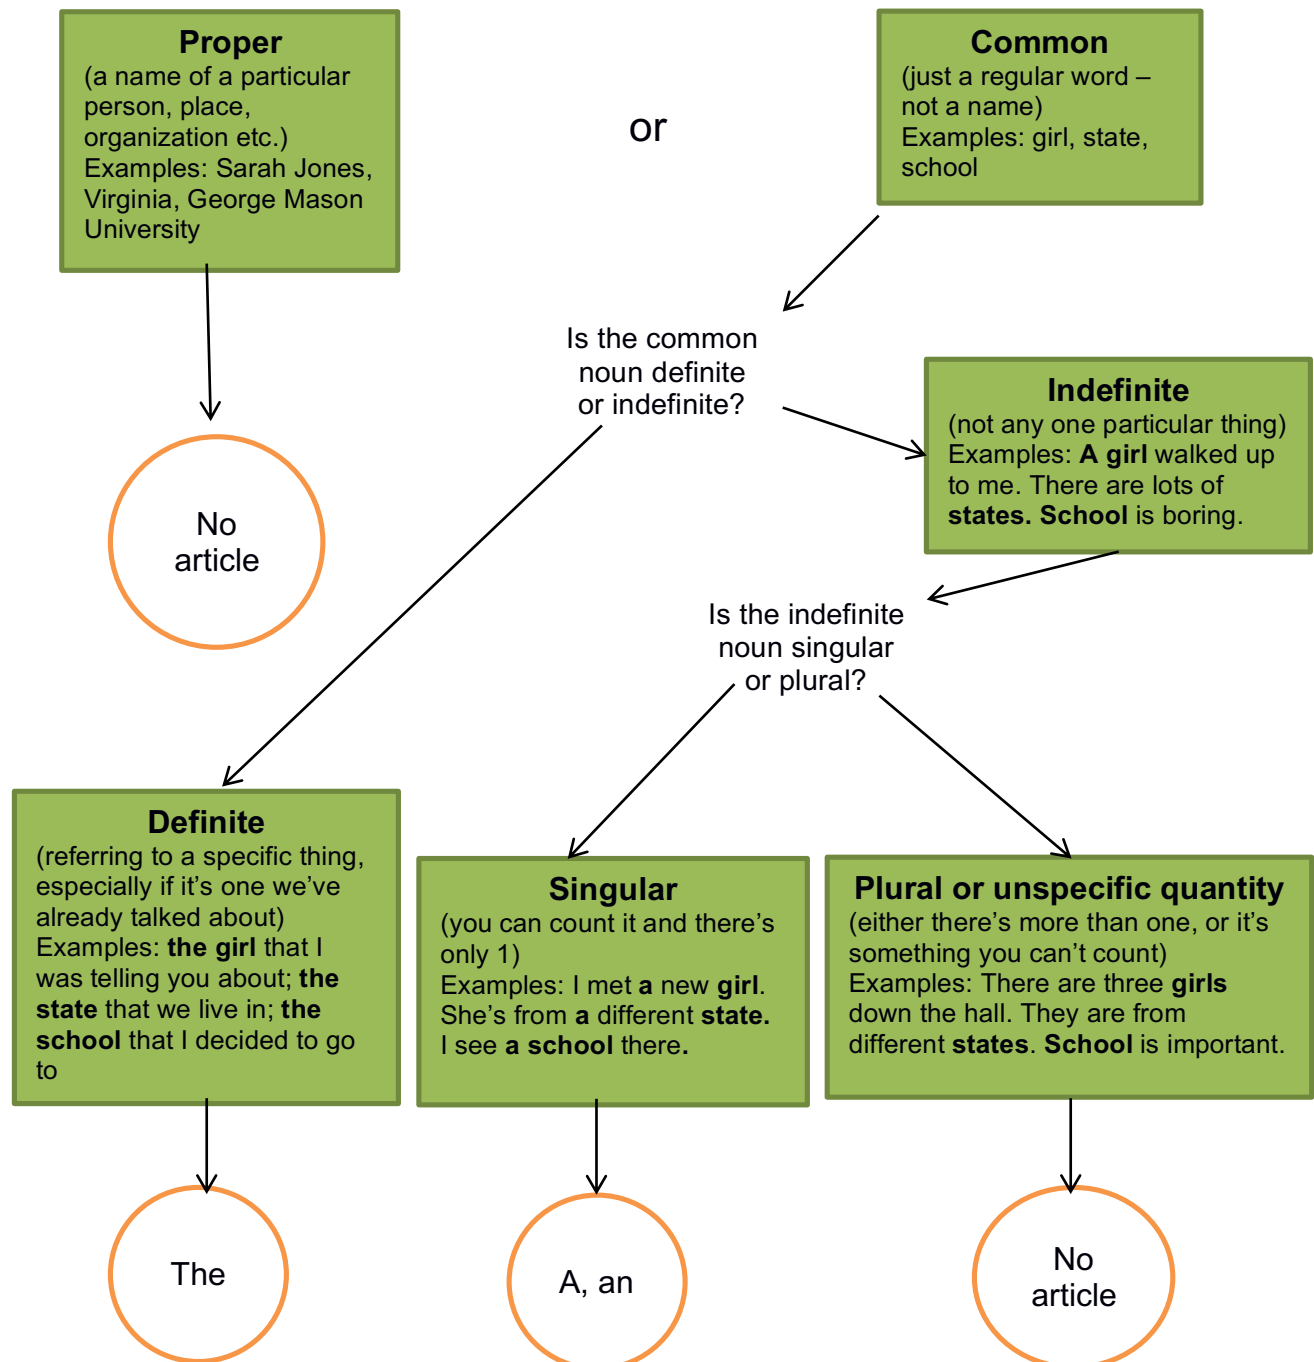 Proper
(a name of a particular
person, place,
organization etc.)
Examples: Sarah Jones,
Virginia, George Mason
University
or
Common
(just a regular word –
not a name)
Examples: girl, state,
school
Is the common
noun definite
or indefinite?
Indefinite
(not any one particular thing)
Examples: A girl walked up
to me. There are lots of
states. School is boring.
No
article
Is the indefinite
noun singular
or plural?
Definite
(referring to a specific thing,
especially if it's one we've
already talked about)
Examples: the girl that I
was telling you about; the
state that we live in; the
school that I decided to go
to
Singular
(you can count it and there's
only 1)
Examples: I met a new girl.
She's from a different state.
I see a school there.
Plural or unspecific quantity
(either there's more than one, or it's
something you can't count)
Examples: There are three girls
down the hall. They are from
different states. School is important.
The
A, an
No
article